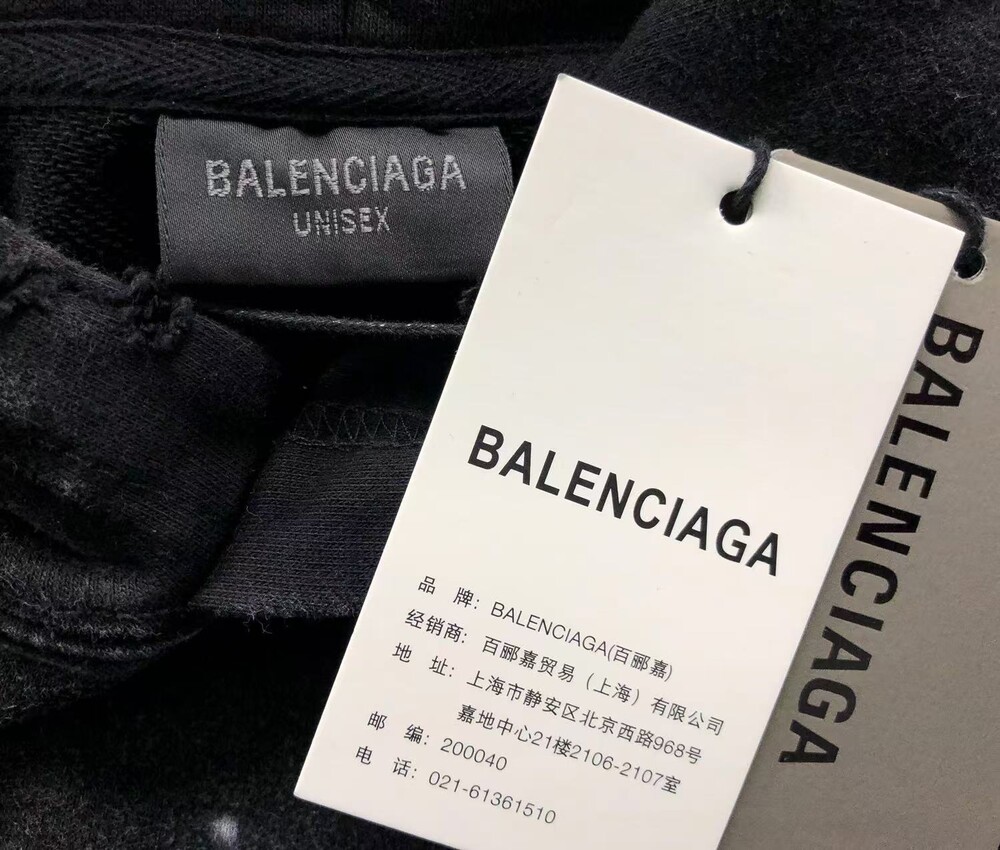 BALENCIAGA
UNISEX
BALENCIAGA
品 牌: BALENCIAGA(百郦嘉)
经销商: 百郦嘉贸易（上海）有限公司
地 址: 上海市静安区北京西路968号
嘉地中心21楼2106-2107室
邮 编: 200040
电 话: 021-61361510
BALENCIAGA